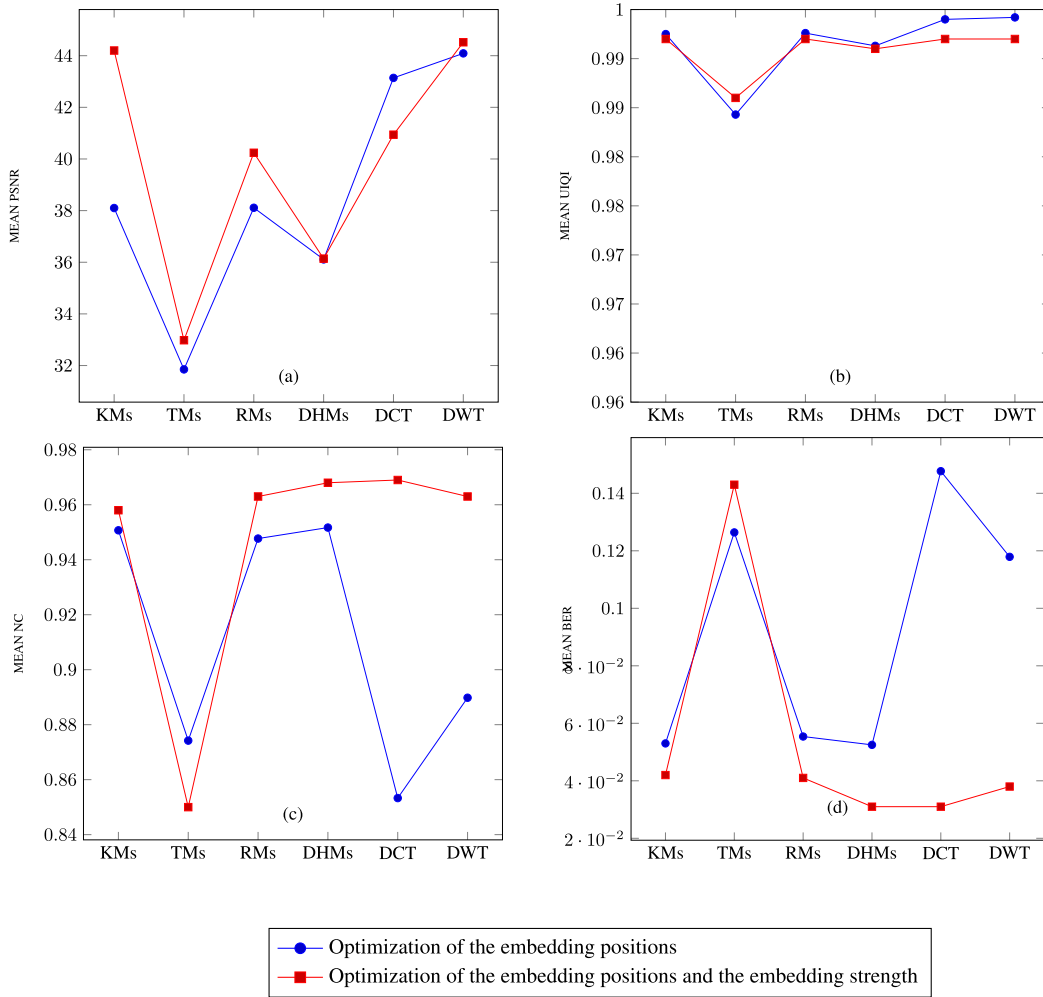 44
42
40
38
36
34
32
MEAN PSNR
(a)
KMs TMs RMs DHMs DCT DWT
1
0.99
0.99
0.98
0.98
0.97
0.97
0.96
0.96
MEAN UIQI
(b)
KMs TMs RMs DHMs DCT DWT
0.98
0.96
0.94
0.92
0.9
0.88
0.86
0.84
MEAN NC
(c)
KMs TMs RMs DHMs DCT DWT
0.14
0.12
0.1
8 · 10⁻²
6 · 10⁻²
4 · 10⁻²
2 · 10⁻²
MEAN BER
(d)
KMs TMs RMs DHMs DCT DWT
Optimization of the embedding positions
Optimization of the embedding positions and the embedding strength